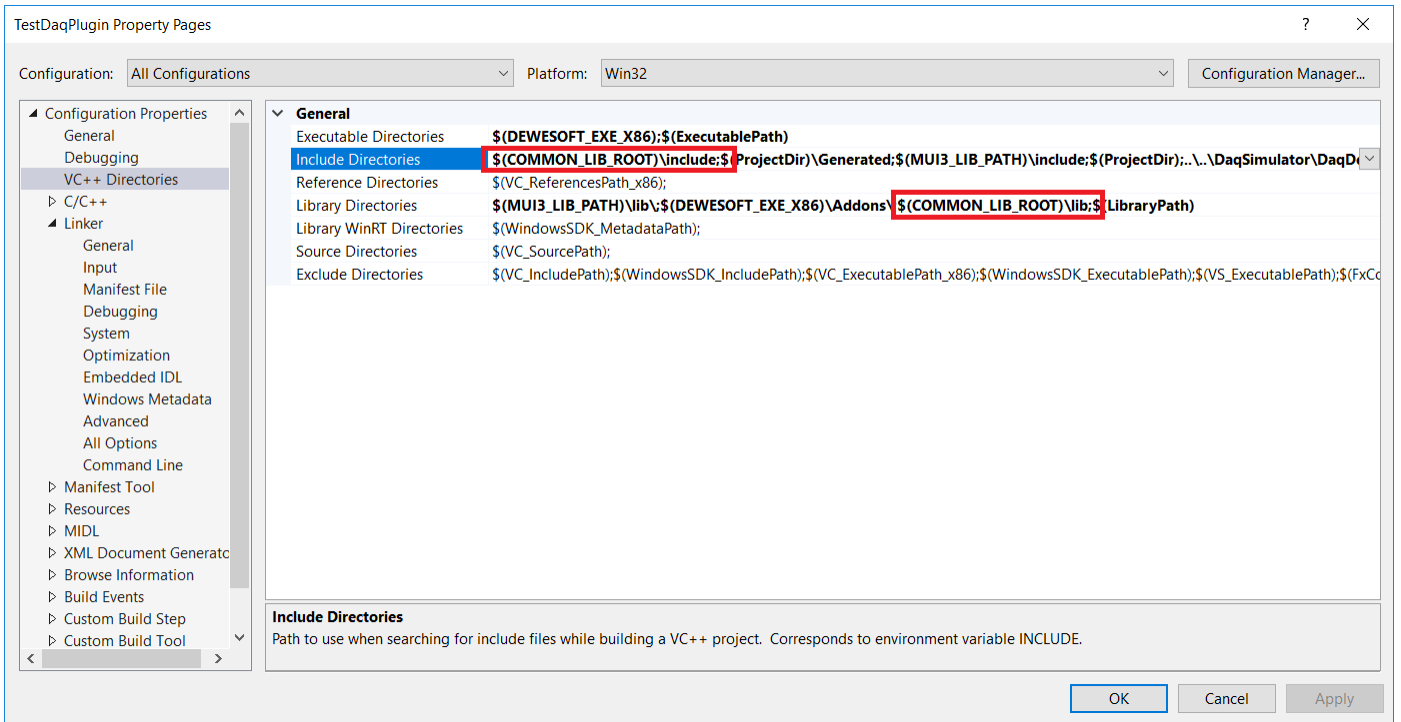 TestDaqPlugin Property Pages
?
Configuration: All Configurations Platform: Win32 Configuration Manager...
Configuration Properties
General
Debugging
VC++ Directories
C/C++
Linker
General
Input
Manifest File
Debugging
System
Optimization
Embedded IDL
Windows Metadata
Advanced
All Options
Command Line
Manifest Tool
Resources
MIDL
XML Document Generato
Browse Information
Build Events
Custom Build Step
Custom Build Tool
General
Executable Directories $(DEWESOFT_EXE_X86);$(ExecutablePath)
Include Directories $(COMMON_LIB_ROOT)\include;$(ProjectDir)\Generated;$(MUI3_LIB_PATH)\include;$(ProjectDir);..\..\DaqSimulator\DaqDe
Reference Directories $(VC_ReferencesPath_x86);
Library Directories $(MUI3_LIB_PATH)\lib\;$(DEWESOFT_EXE_X86)\Addons\ $(COMMON_LIB_ROOT)\lib;$(LibraryPath)
Library WinRT Directories $(WindowsSDK_MetadataPath);
Source Directories $(VC_SourcePath);
Exclude Directories $(VC_IncludePath);$(WindowsSDK_IncludePath);$(VC_ExecutablePath_x86);$(WindowsSDK_ExecutablePath);$(VS_ExecutablePath);$(FxCo
Include Directories
Path to use when searching for include files while building a VC++ project. Corresponds to environment variable INCLUDE.
OK Cancel Apply